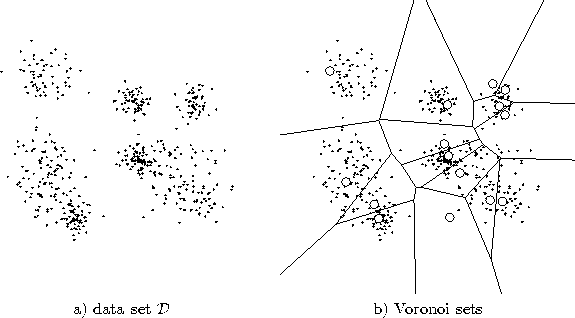 a) data set 𝒟
b) Voronoi sets